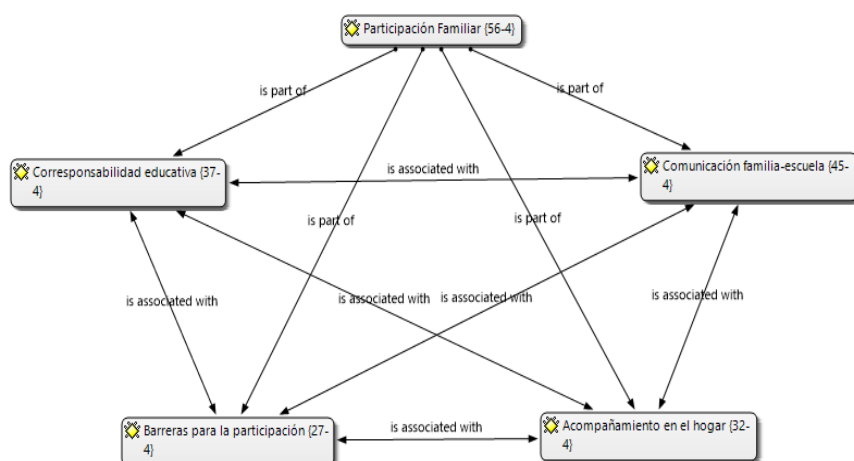 Participación Familiar {56-4}
is part of
is part of
Corresponsabilidad educativa {37-
4}
is associated with
Comunicación familia-escuela {45-
4}
is part of
is part of
is associated with
is associated with
is associated with
is associated with
Barreras para la participación {27-
4}
is associated with
Acompañamiento en el hogar {32-
4}